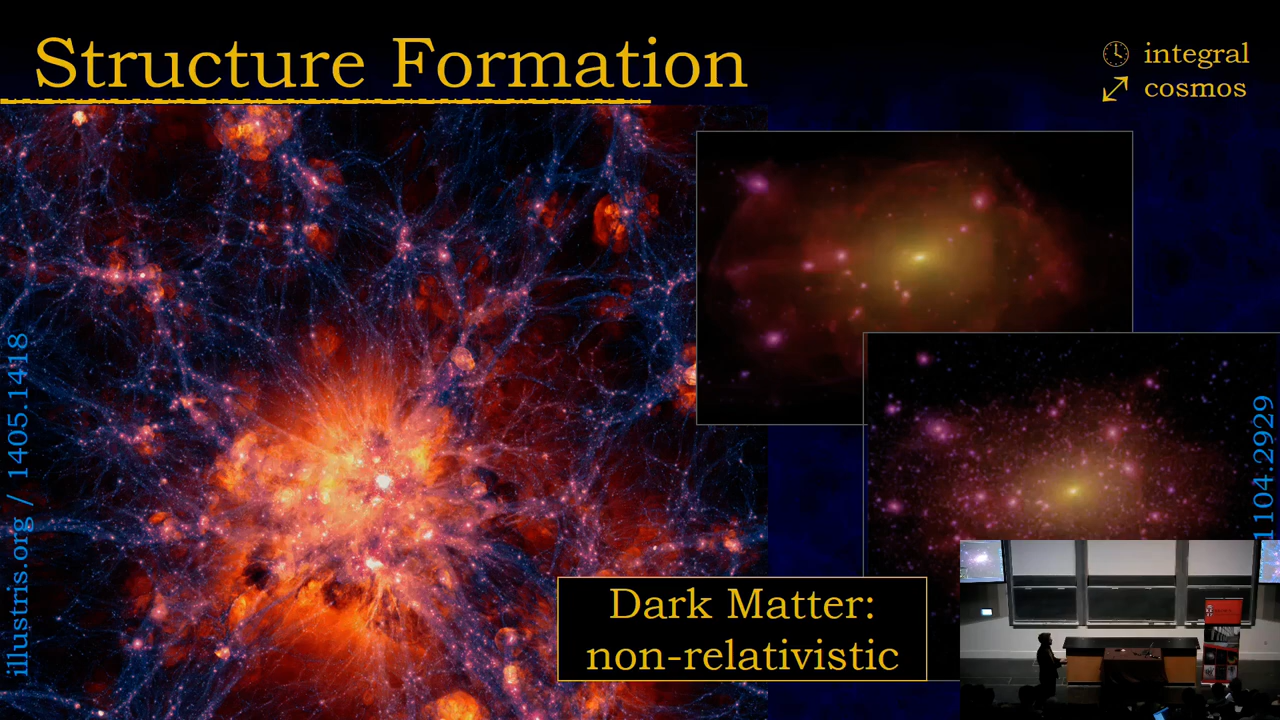 Structure Formation
integral
cosmos
illustris.org / 1405.1418
1104.2929
Dark Matter:
non-relativistic